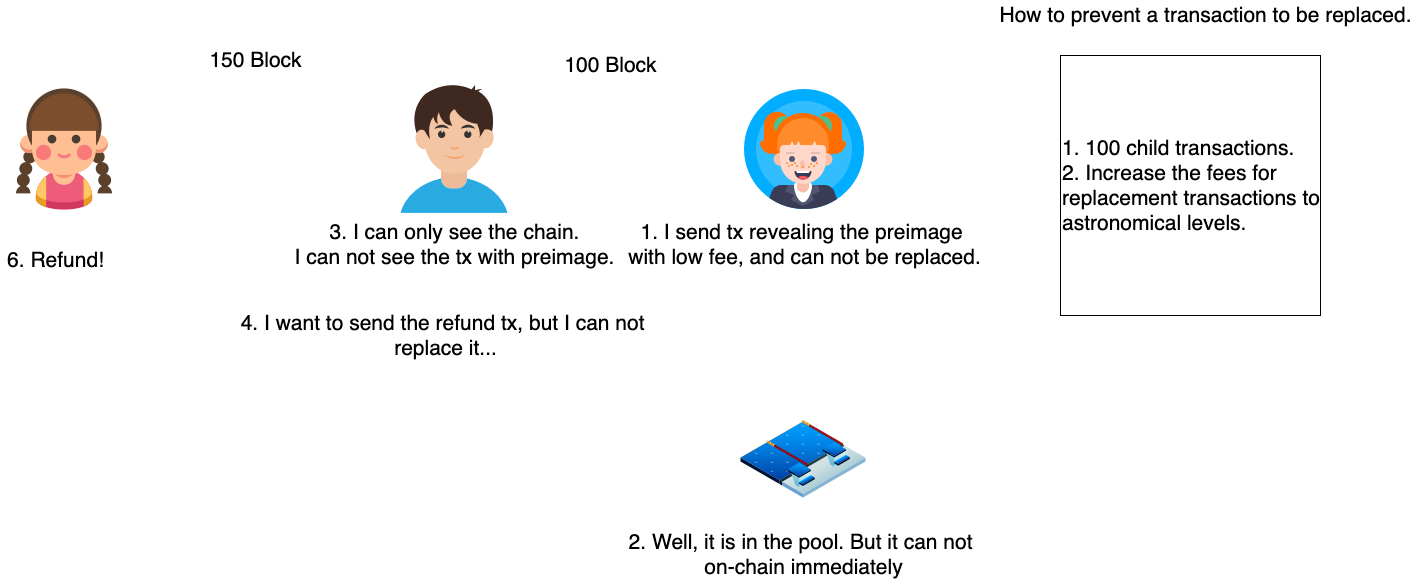 How to prevent a transaction to be replaced.
150 Block
100 Block
1. 100 child transactions.
2. Increase the fees for
replacement transactions to
astronomical levels.
3. I can only see the chain.
I can not see the tx with preimage.
1. I send tx revealing the preimage
with low fee, and can not be replaced.
6. Refund!
4. I want to send the refund tx, but I can not
replace it...
2. Well, it is in the pool. But it can not
on-chain immediately